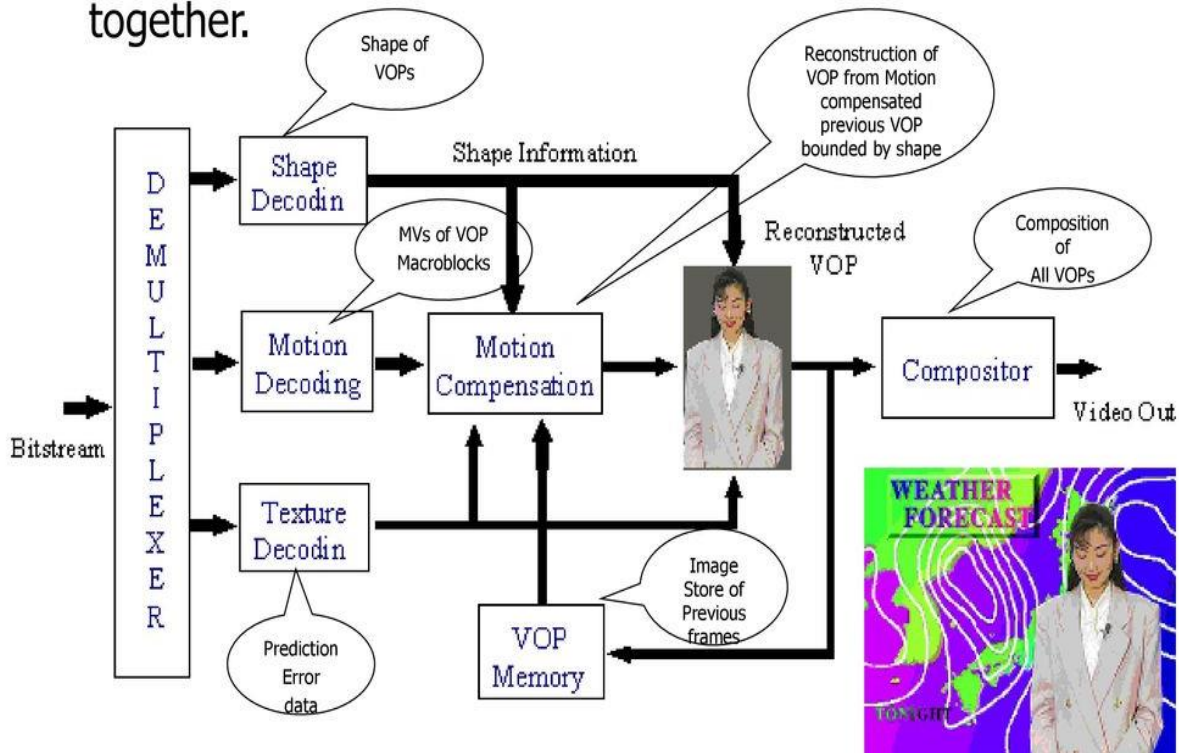 together.
Shape of
VOPs
Reconstruction of
VOP from Motion
compensated
previous VOP
bounded by shape
D
E
M
U
L
T
I
P
L
E
X
E
R
Shape
Decodin
Shape Information
MVs of VOP
Macroblocks
Reconstructed
VOP
Composition
of
All VOPs
Motion
Decoding
Motion
Compensation
Compositor
Bitstream
Video Out
Texture
Decodin
Prediction
Error
data
Image
Store of
Previous
frames
VOP
Memory
WEATHER
FORECAST
TONIGHT